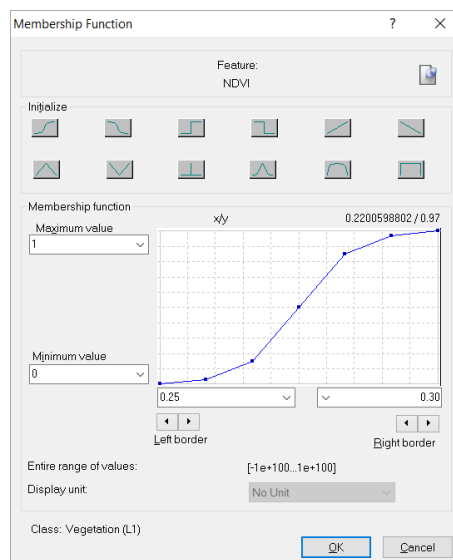 Membership Function ? ×
Feature:
NDVI
Initialize
Membership function
Maximum value
x/y 0.2200598802 / 0.97
1
Minimum value
0
0.25 0.30
Left border
Right border
Entire range of values: [-1e+100...1e+100]
Display unit: No Unit
Class: Vegetation (L1)
OK Cancel